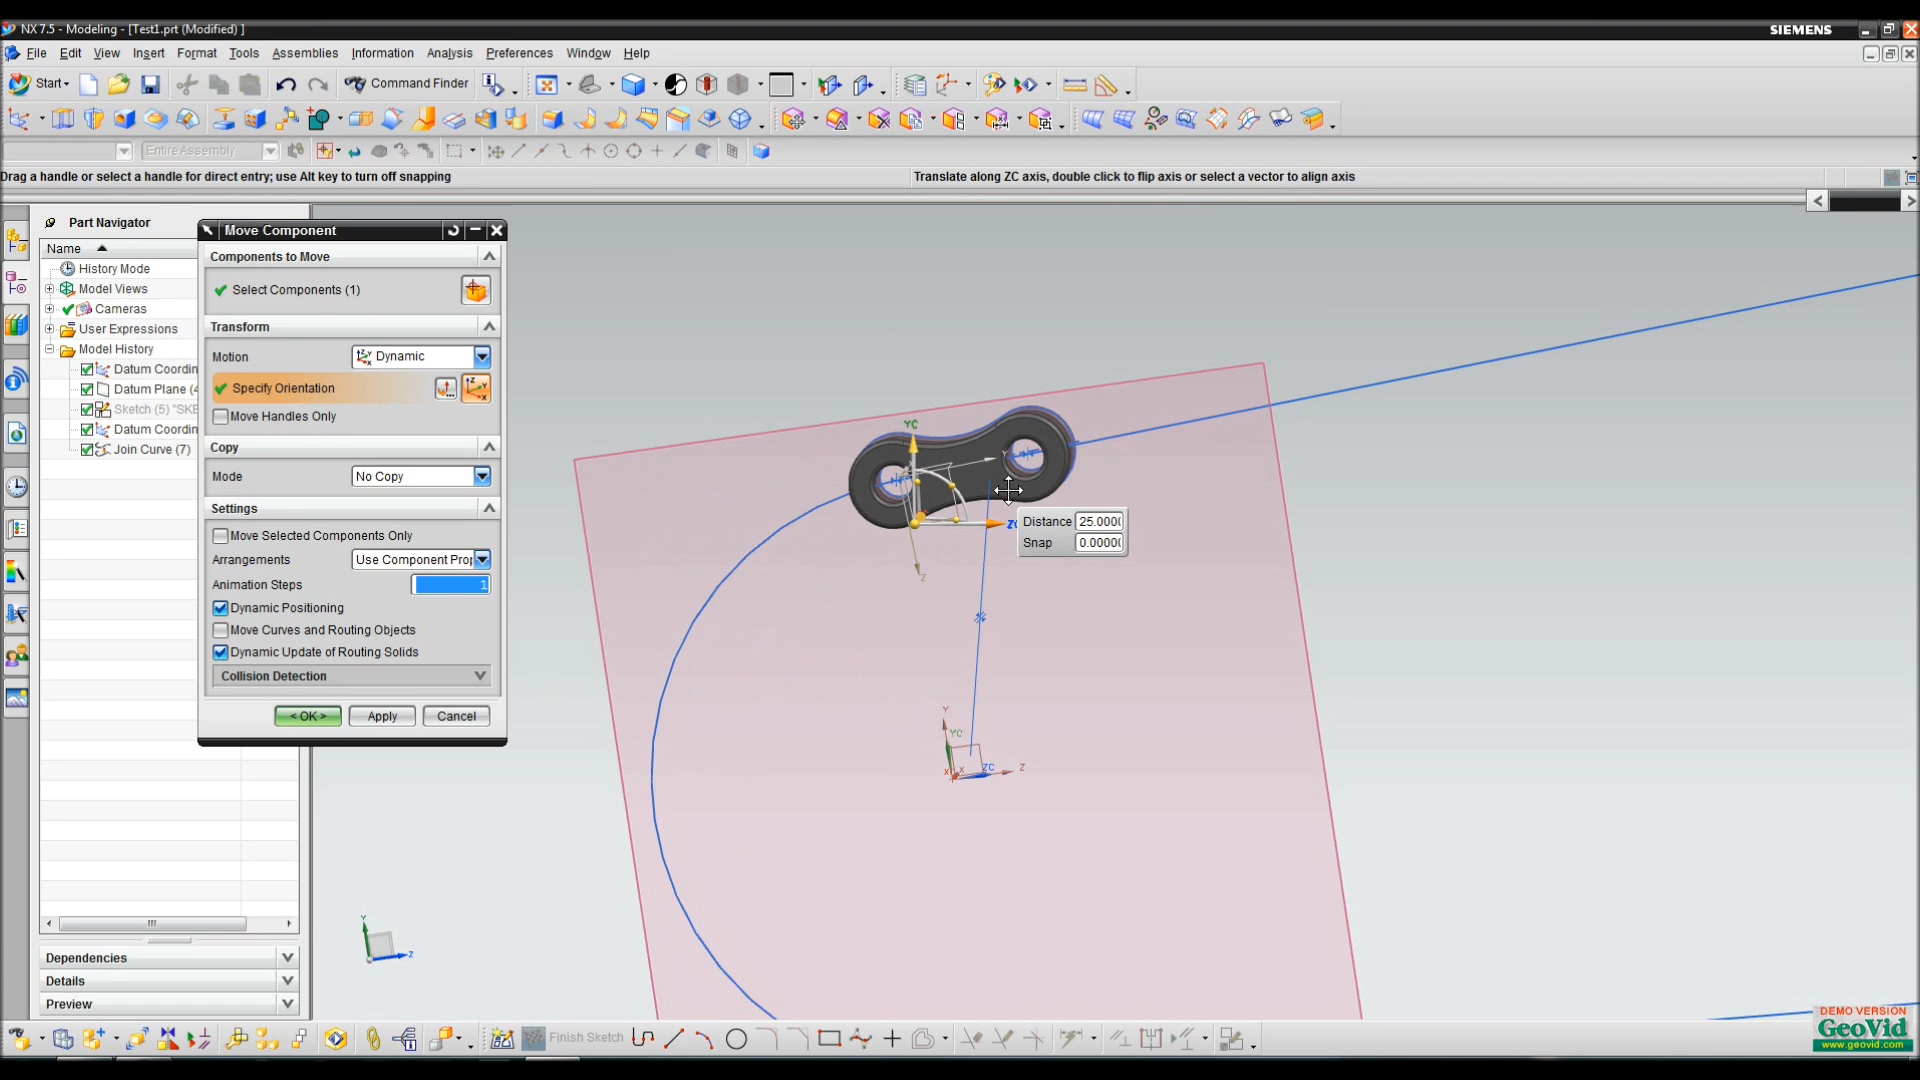 NX 7.5 - Modeling - [Test1.prt (Modified) ]
SIEMENS
File Edit View Insert Format Tools Assemblies Information Analysis Preferences Window Help
Start Command Finder
Entire Assembly
Drag a handle or select a handle for direct entry; use Alt key to turn off snapping
Translate along ZC axis, double click to flip axis or select a vector to align axis
Part Navigator
Name
History Mode
Model Views
Cameras
User Expressions
Model History
Datum Coordin
Datum Plane (4
Sketch (5) "SKE
Datum Coordin
Join Curve (7)
Dependencies
Details
Preview
Move Component
Components to Move
Select Components (1)
Transform
Motion Dynamic
Specify Orientation
Move Handles Only
Copy
Mode No Copy
Settings
Move Selected Components Only
Arrangements Use Component Prop
Animation Steps 1
Dynamic Positioning
Move Curves and Routing Objects
Dynamic Update of Routing Solids
Collision Detection
< OK > Apply Cancel
YC
Y
Z
Distance 25.0000
Snap 0.00000
Y
YC
X X ZC Z
Y
Z
Finish Sketch
DEMO VERSION
GeoVid
www.geovid.com